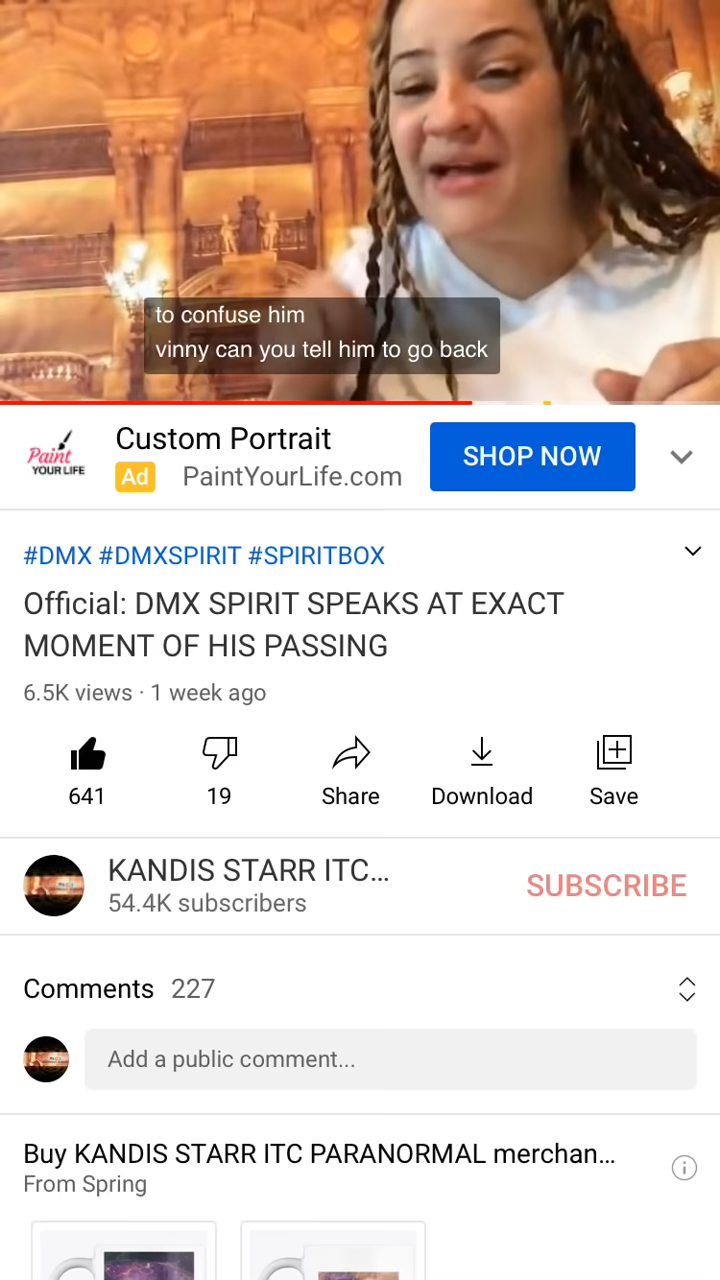 to confuse him
vinny can you tell him to go back
Paint
YOUR LIFE
Custom Portrait
Ad PaintYourLife.com
SHOP NOW
#DMX #DMXSPIRIT #SPIRITBOX
Official: DMX SPIRIT SPEAKS AT EXACT
MOMENT OF HIS PASSING
6.5K views · 1 week ago
641
19
Share
Download
Save
KANDIS STARR ITC...
54.4K subscribers
SUBSCRIBE
Comments 227
Add a public comment...
Buy KANDIS STARR ITC PARANORMAL merchan...
From Spring